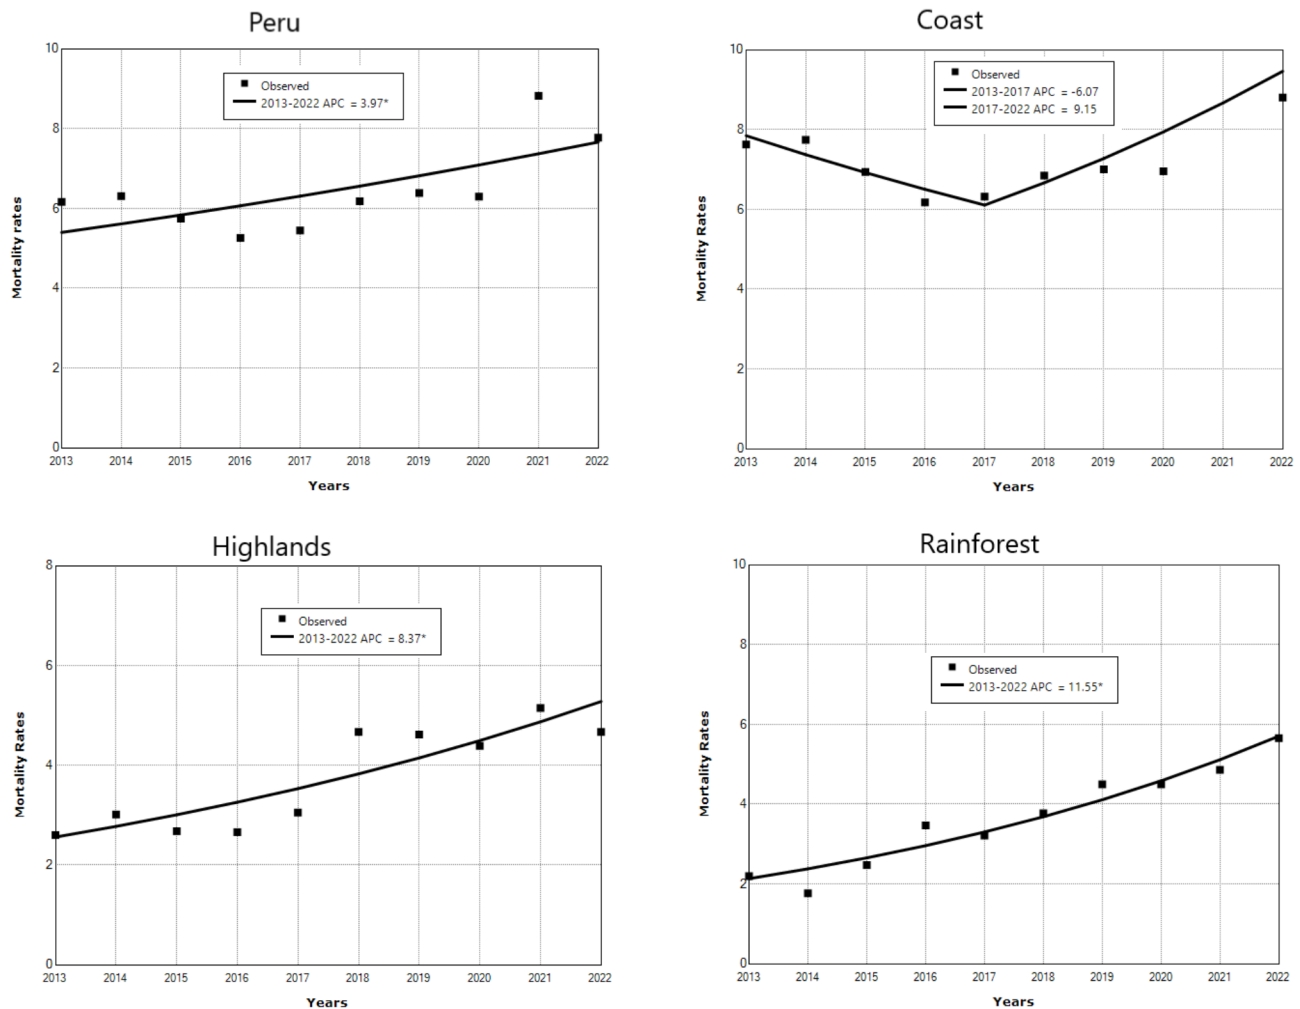 Peru
10
8
6
4
2
0
Observed
2013-2022 APC = 3.97*
Mortality rates
2013 2014 2015 2016 2017 2018 2019 2020 2021 2022
Years
Coast
10
8
6
4
2
0
Observed
2013-2017 APC = -6.07
2017-2022 APC = 9.15
Mortality Rates
2013 2014 2015 2016 2017 2018 2019 2020 2021 2022
Years
Highlands
8
6
4
2
0
Observed
2013-2022 APC = 8.37*
Mortality Rates
2013 2014 2015 2016 2017 2018 2019 2020 2021 2022
Years
Rainforest
10
8
6
4
2
0
Observed
2013-2022 APC = 11.55*
Mortality Rates
2013 2014 2015 2016 2017 2018 2019 2020 2021 2022
Years